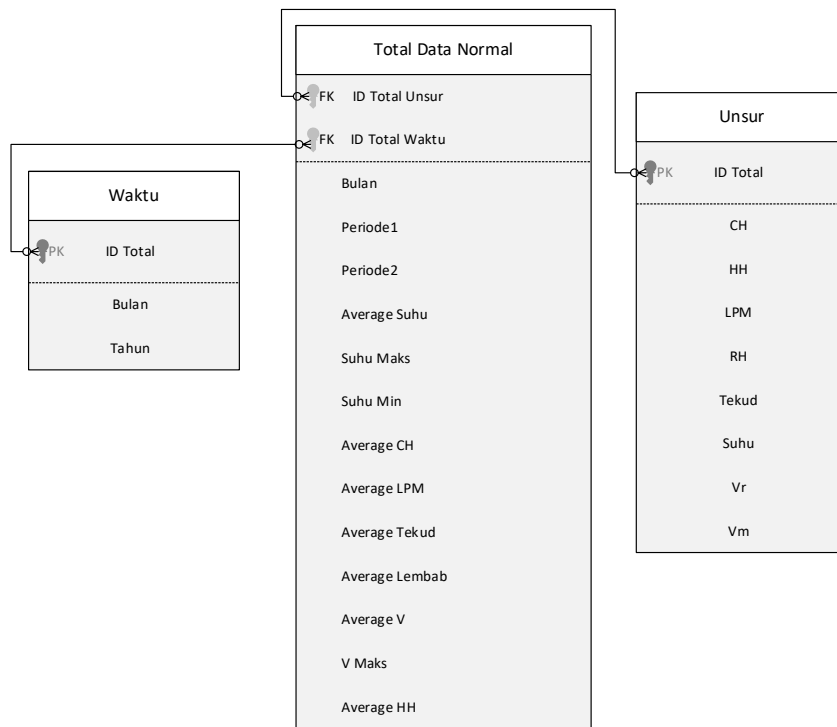 Total Data Normal
FK ID Total Unsur
FK ID Total Waktu
Bulan
Periode1
Periode2
Average Suhu
Suhu Maks
Suhu Min
Average CH
Average LPM
Average Tekud
Average Lembab
Average V
V Maks
Average HH
Waktu
PK ID Total
Bulan
Tahun
Unsur
PK ID Total
CH
HH
LPM
RH
Tekud
Suhu
Vr
Vm